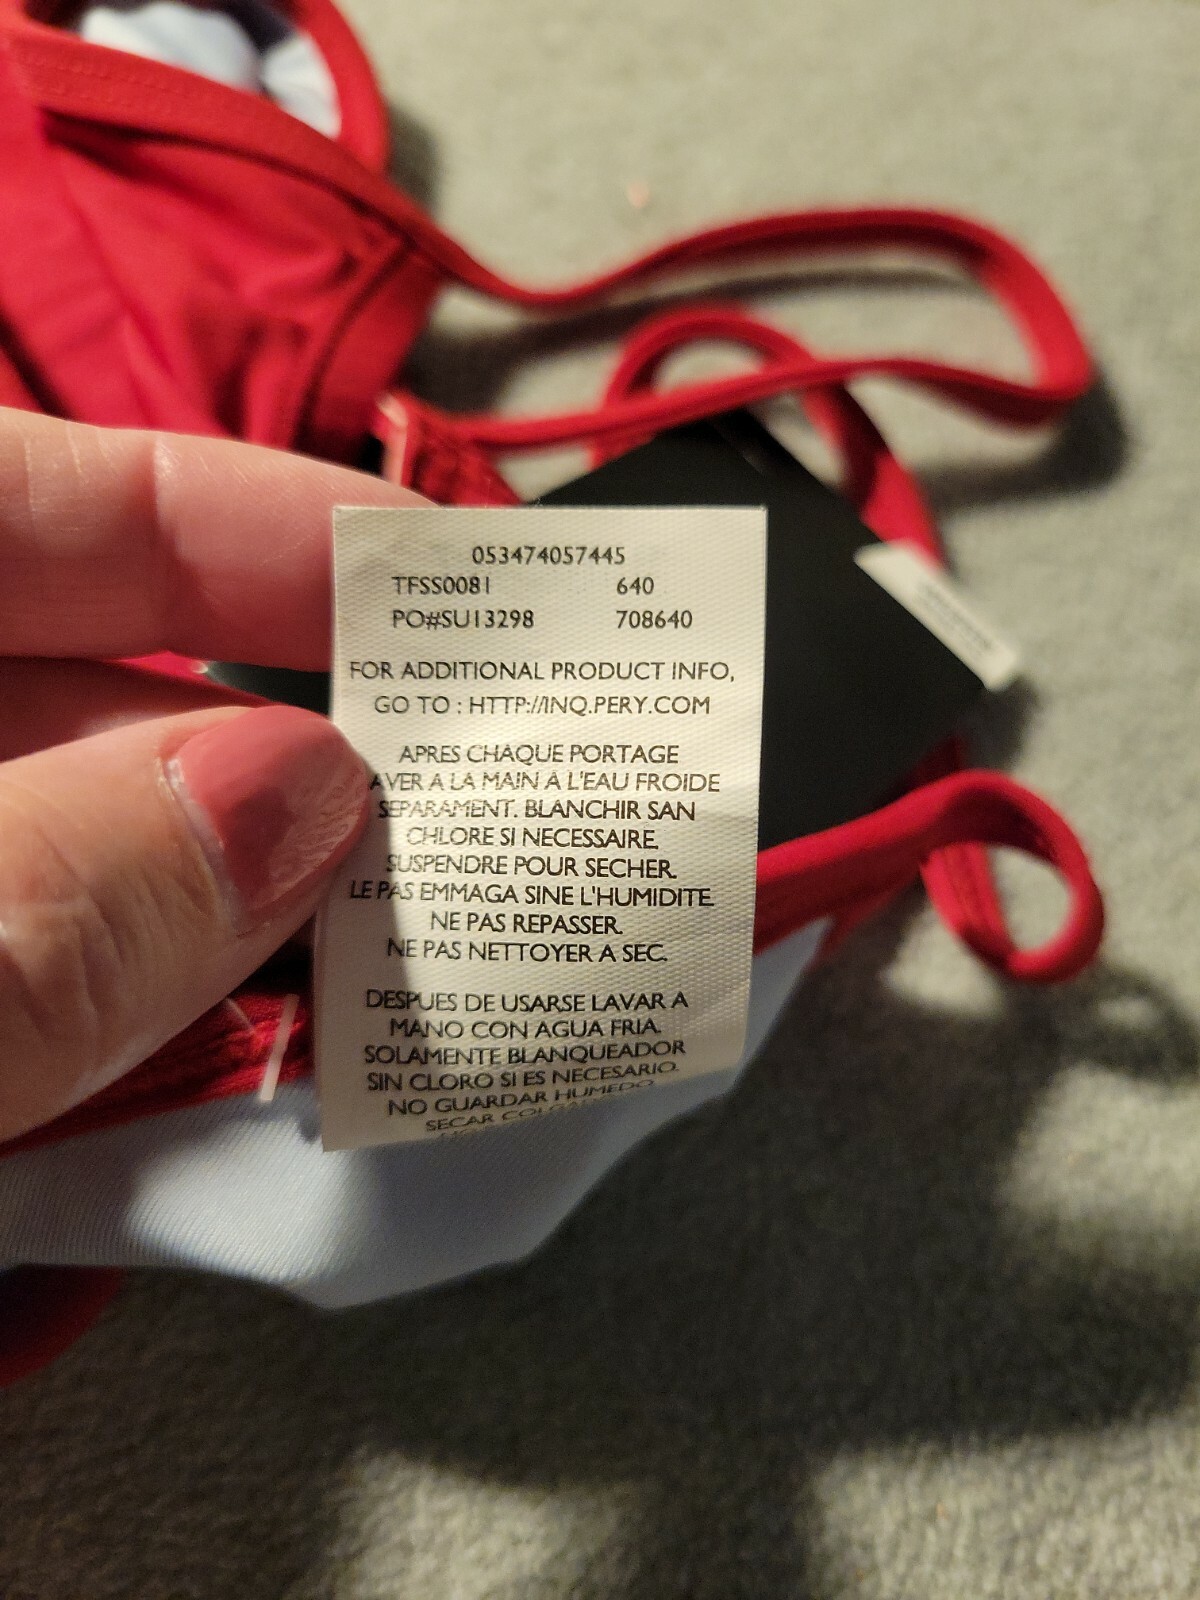 053474057445
TFSS0081 640
PO#SU13298 708640
FOR ADDITIONAL PRODUCT INFO,
GO TO : HTTP://INQ.PERY.COM
APRES CHAQUE PORTAGE
AVER A LA MAIN À L'EAU FROIDE
SEPARAMENT. BLANCHIR SAN
CHLORE SI NECESSAIRE.
SUSPENDRE POUR SECHER.
LE PAS EMMAGA SINE L'HUMIDITE.
NE PAS REPASSER.
NE PAS NETTOYER A SEC.
DESPUES DE USARSE LAVAR A
MANO CON AGUA FRIA.
SOLAMENTE BLANQUEADOR
SIN CLORO SI ES NECESARIO.
NO GUARDAR HUMEDO
SECAR